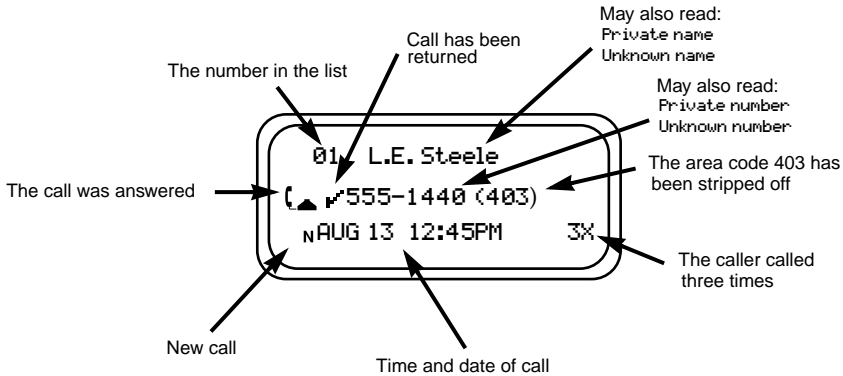 May also read:
Private name
Unknown name
Call has been
returned
The number in the list
May also read:
Private number
Unknown number
01 L.E. Steele
The area code 403 has
been stripped off
The call was answered
555-1440 (403)
N AUG 13 12:45PM 3X
The caller called
three times
New call
Time and date of call